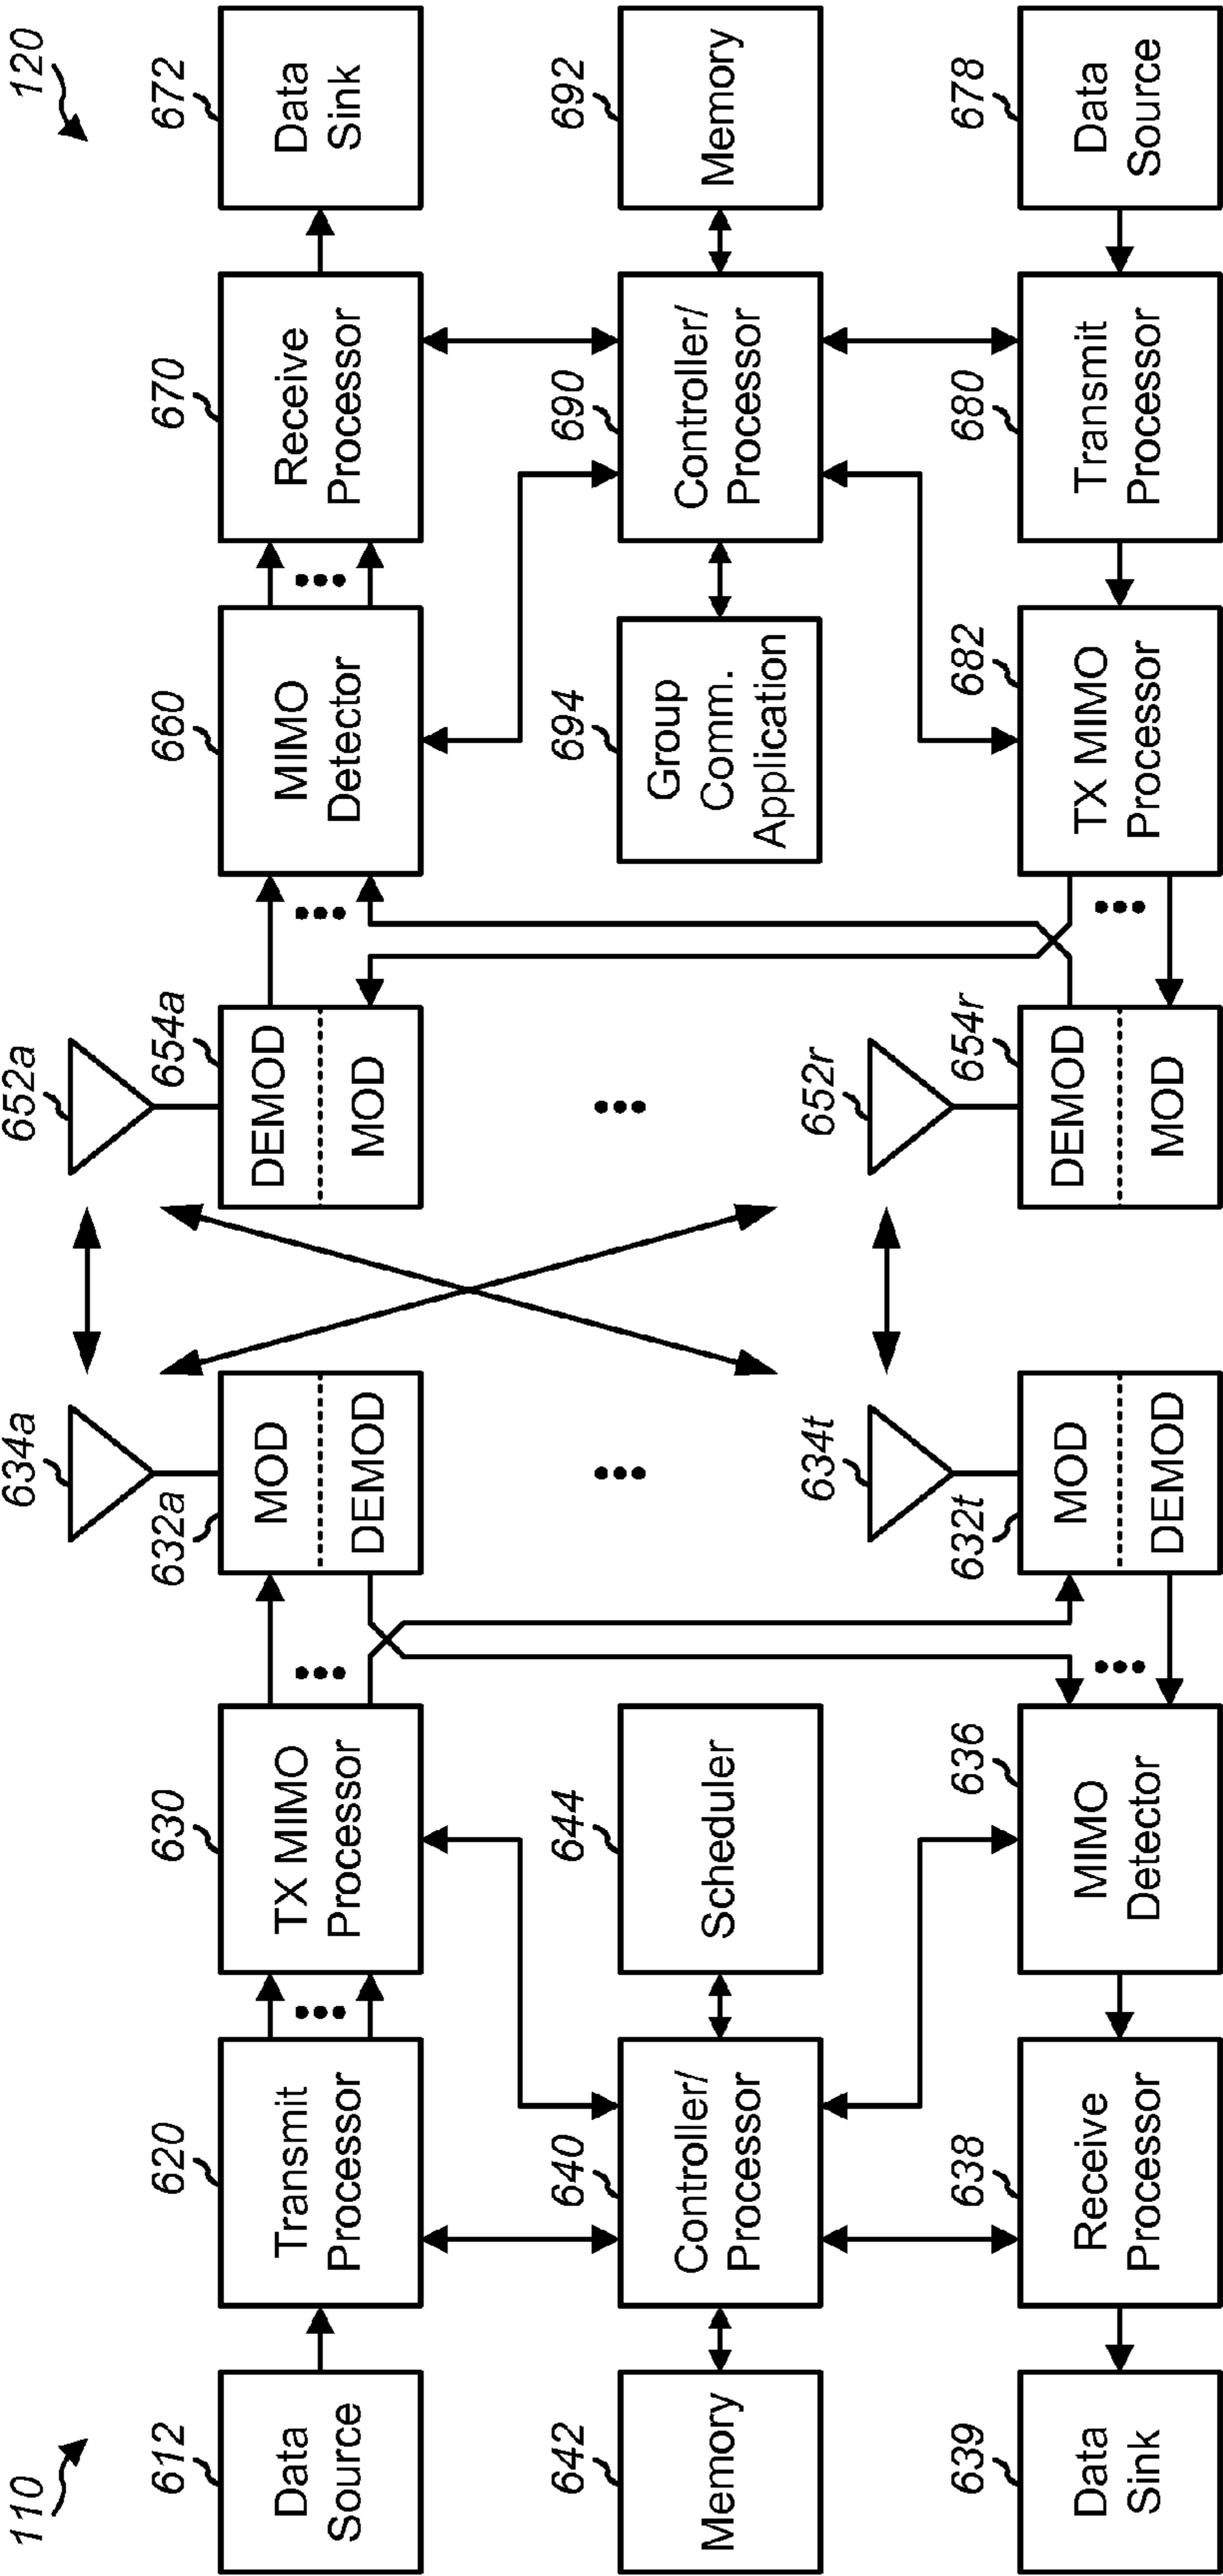 110
120
634a
652a
612
620
630
632a
654a
660
670
672
Data
Source
Transmit
Processor
TX MIMO
Processor
MOD
DEMOD
DEMOD
MOD
MIMO
Detector
Receive
Processor
Data
Sink
642
640
644
694
690
692
Memory
Controller/
Processor
Scheduler
Group
Comm.
Application
Controller/
Processor
Memory
634t
652r
639
638
636
632t
654r
682
680
678
Data
Sink
Receive
Processor
MIMO
Detector
MOD
DEMOD
DEMOD
MOD
TX MIMO
Processor
Transmit
Processor
Data
Source